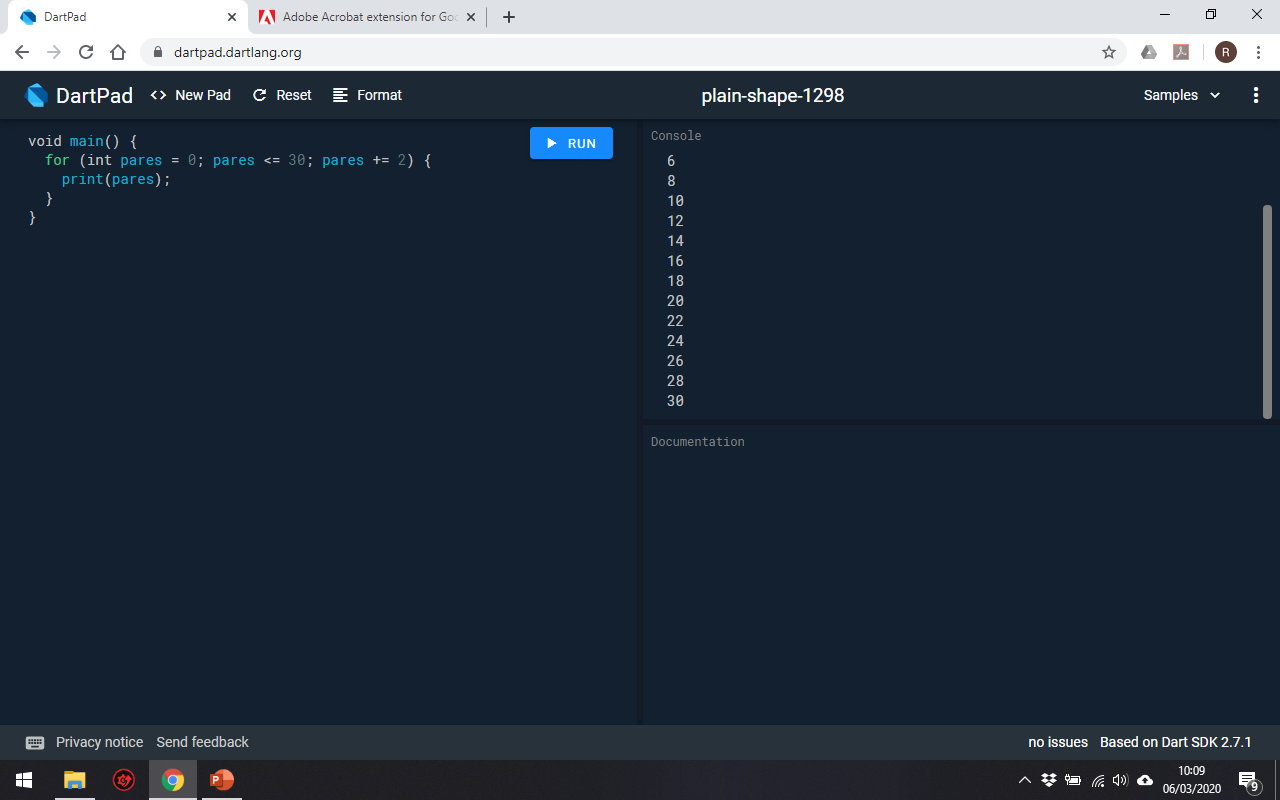 DartPad
Adobe Acrobat extension for Goo
dartpad.dartlang.org
R
DartPad
<> New Pad
Reset
Format
plain-shape-1298
Samples
void main() {
for (int pares = 0; pares <= 30; pares += 2) {
print(pares);
}
}
RUN
Console
6
8
10
12
14
16
18
20
22
24
26
28
30
Documentation
Privacy notice
Send feedback
no issues
Based on Dart SDK 2.7.1
P
10:09
06/03/2020
9